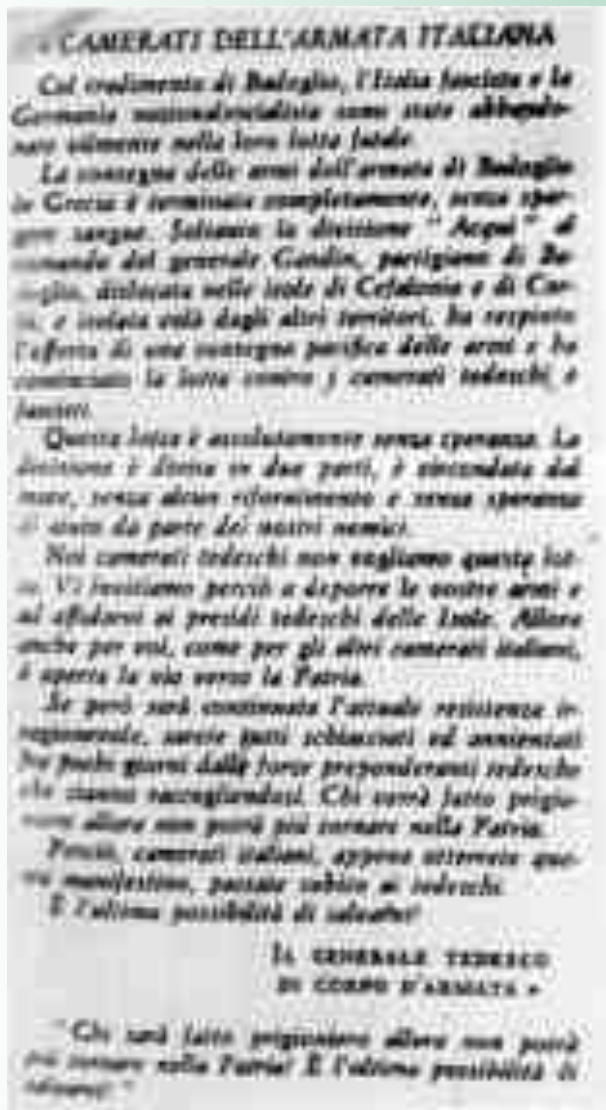 « CAMERATI DELL'ARMATA ITALIANA
Col tradimento di Badoglio, l'Italia fascista e la
Germania nazionalsocialista sono state abbando-
nate vilmente nella loro lotta fatale.
La consegna delle armi dell'armata di Badoglio
in Grecia è terminata completamente, senza spar-
gere sangue. Soltanto la divisione "Acqui" al
comando del generale Gandin, partigiano di Ba-
doglio, dislocata nelle isole di Cefalonia e di Cor-
fù, e isolata colà dagli altri territori, ha respinto
l'offerta di una consegna pacifica delle armi e ha
cominciato la lotta contro i camerati tedeschi e
fascisti.
Questa lotta è assolutamente senza speranza. La
divisione è divisa in due parti, è circondata dal
mare, senza alcun rifornimento e senza speranza
di aiuto da parte dei nostri nemici.
Noi camerati tedeschi non vogliamo questa lot-
ta. Vi invitiamo perciò a deporre le vostre armi e
ad affidarvi ai presidi tedeschi delle Isole. Allora
anche per voi, come per gli altri camerati italiani,
è aperta la via verso la Patria.
Se però sarà continuata l'attuale resistenza ir-
ragionevole, sarete tutti schiacciati ed annientati
fra pochi giorni dalle forze preponderanti tedesche
che stanno raccogliendosi. Chi verrà fatto prigio-
niero allora non potrà più tornare nella Patria.
Perciò, camerati italiani, appena otterrete que-
sto manifestino, passate subito ai tedeschi.
È l'ultima possibilità di salvarvi!
IL GENERALE TEDESCO
DI CORPO D'ARMATA »
"Chi sarà fatto prigioniero allora non potrà
più tornare nella Patria! È l'ultima possibilità di
salvarvi!"